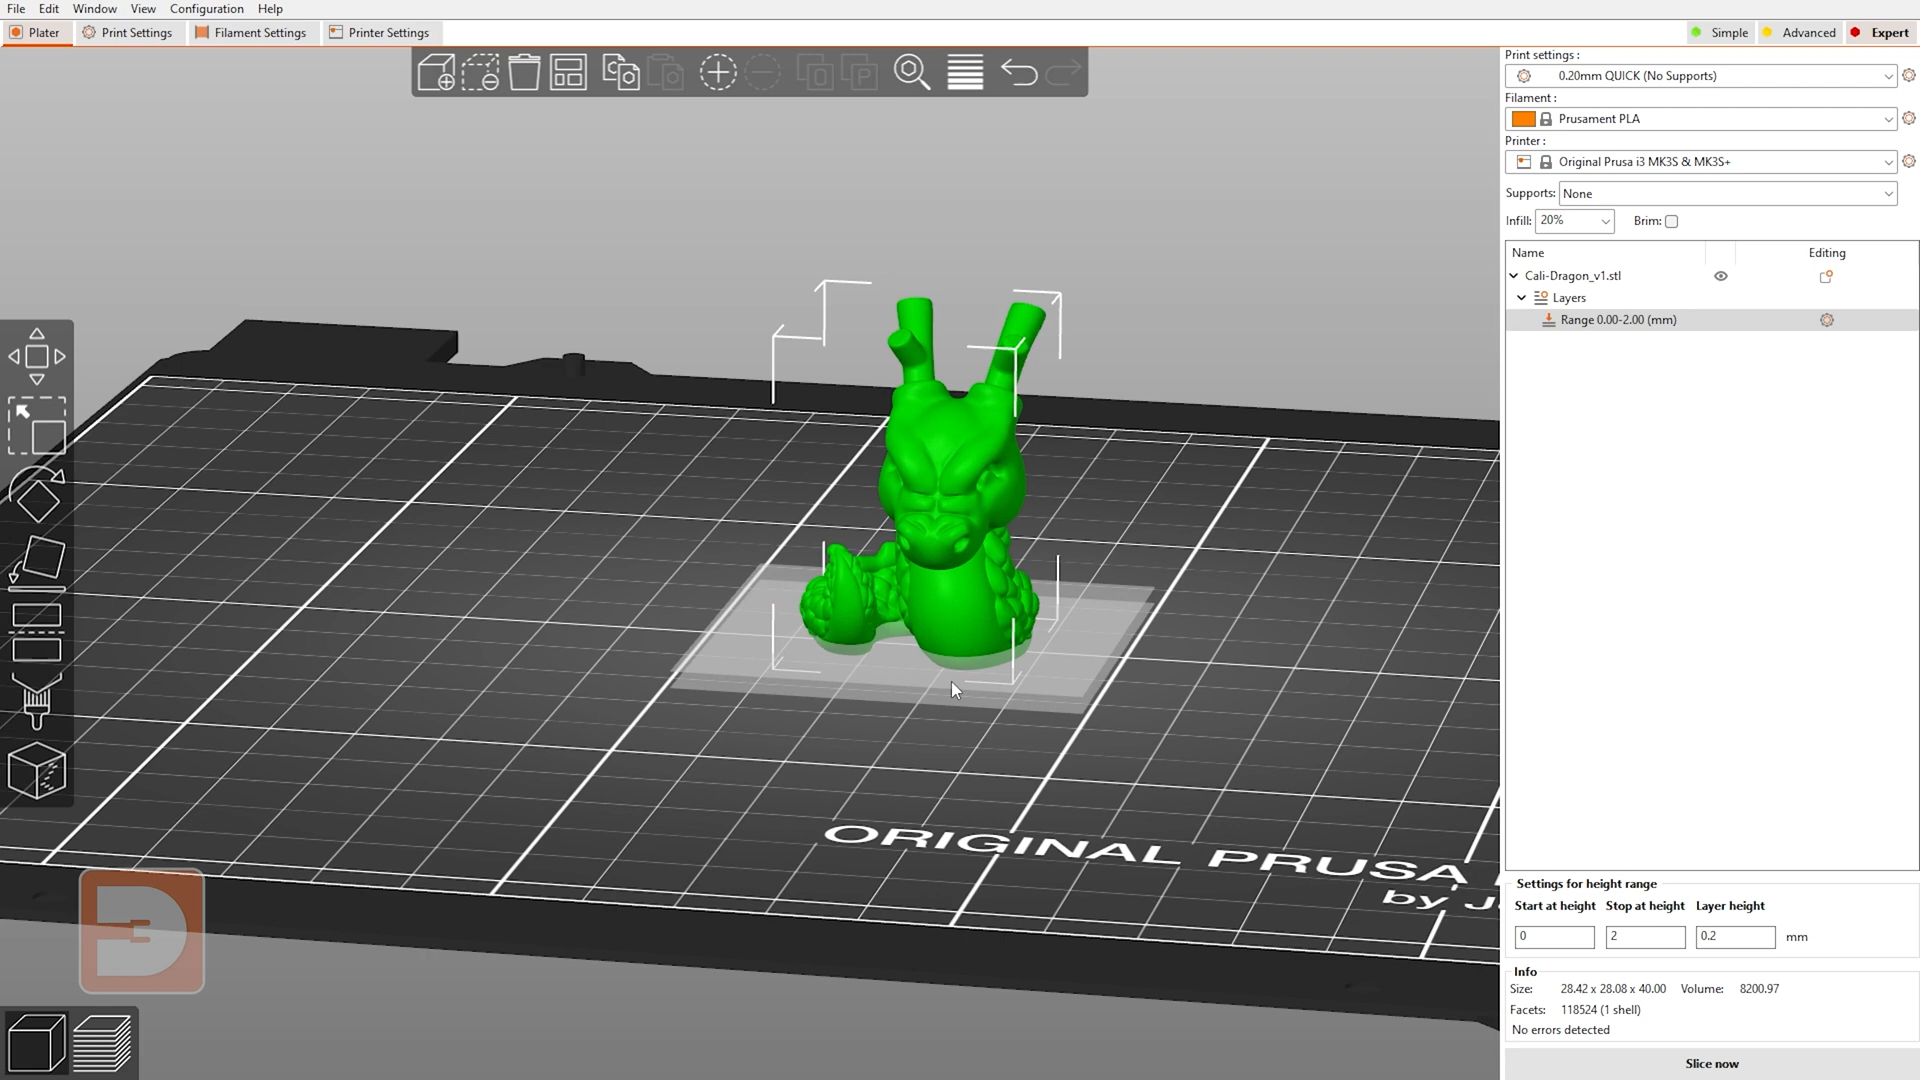 File Edit Window View Configuration Help
Plater Print Settings Filament Settings Printer Settings Simple Advanced Expert
Print settings :
0.20mm QUICK (No Supports)
Filament :
Prusament PLA
Printer :
Original Prusa i3 MK3S & MK3S+
Supports: None
Infill: 20% Brim:
Name Editing
Cali-Dragon_v1.stl
Layers
Range 0.00-2.00 (mm)
ORIGINAL PRUSA
by J
Settings for height range
Start at height Stop at height Layer height
0 2 0.2 mm
Info
Size: 28.42 x 28.08 x 40.00 Volume: 8200.97
Facets: 118524 (1 shell)
No errors detected
Slice now